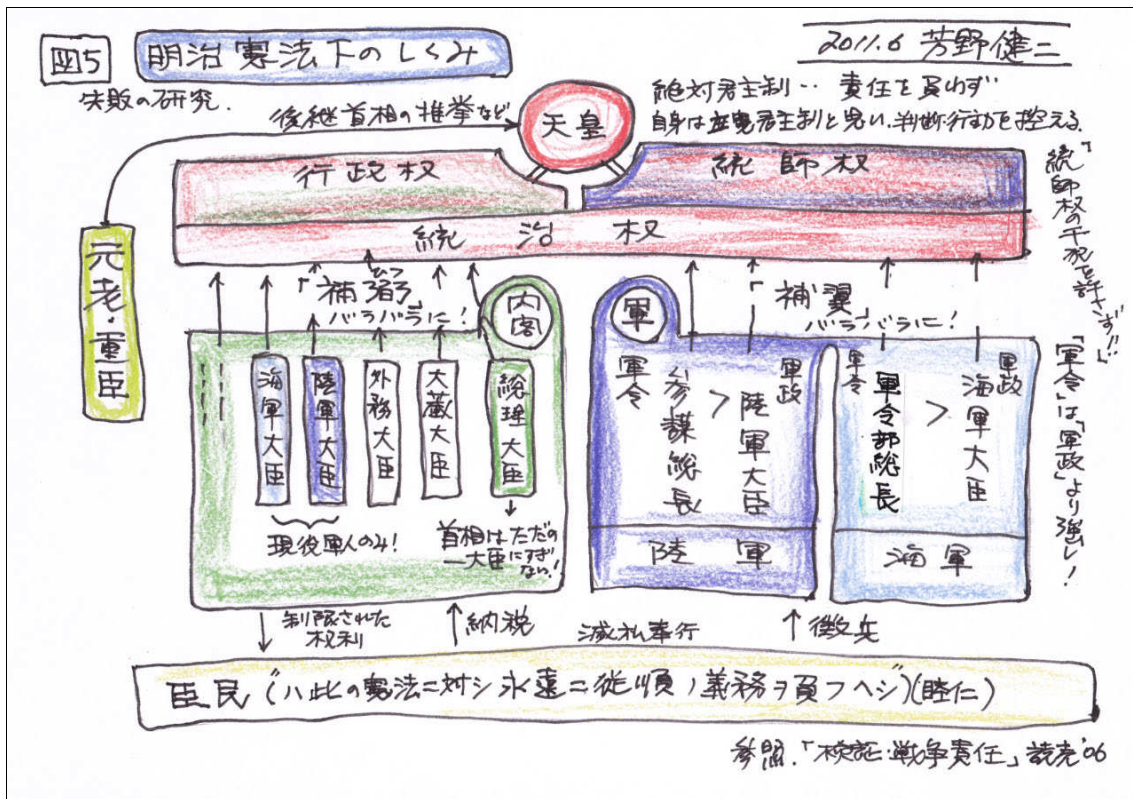 図5
明治憲法下のしくみ
2011.6 芳野健二
失敗の研究.
後継首相の推挙など
天皇
絶対君主制‥ 責任を負わず
自身は立憲君主制と思い、判断・行動を控える.
行政权
統帥权
統治权
「統帥权の干犯を許さず!!」
元老・重臣
「補弼」
ひつ
バラバラに!
内閣
軍
「補翼」
バラバラに!
海軍大臣
陸軍大臣
外務大臣
大蔵大臣
総理大臣
現役軍人のみ!
首相はただの
一大臣にすぎない!
軍令
参謀総長
>
軍政
陸軍大臣
陸軍
軍令
軍令部総長
>
軍政
海軍大臣
海軍
「軍令」は「軍政」より強い!
制限された
权利
納税
滅私奉行
徴兵
臣民 “ハ此の憲法ニ対シ永遠ニ従順ノ義務ヲ負フヘシ”(睦仁)
参照.「検証・戦争責任」読売'06